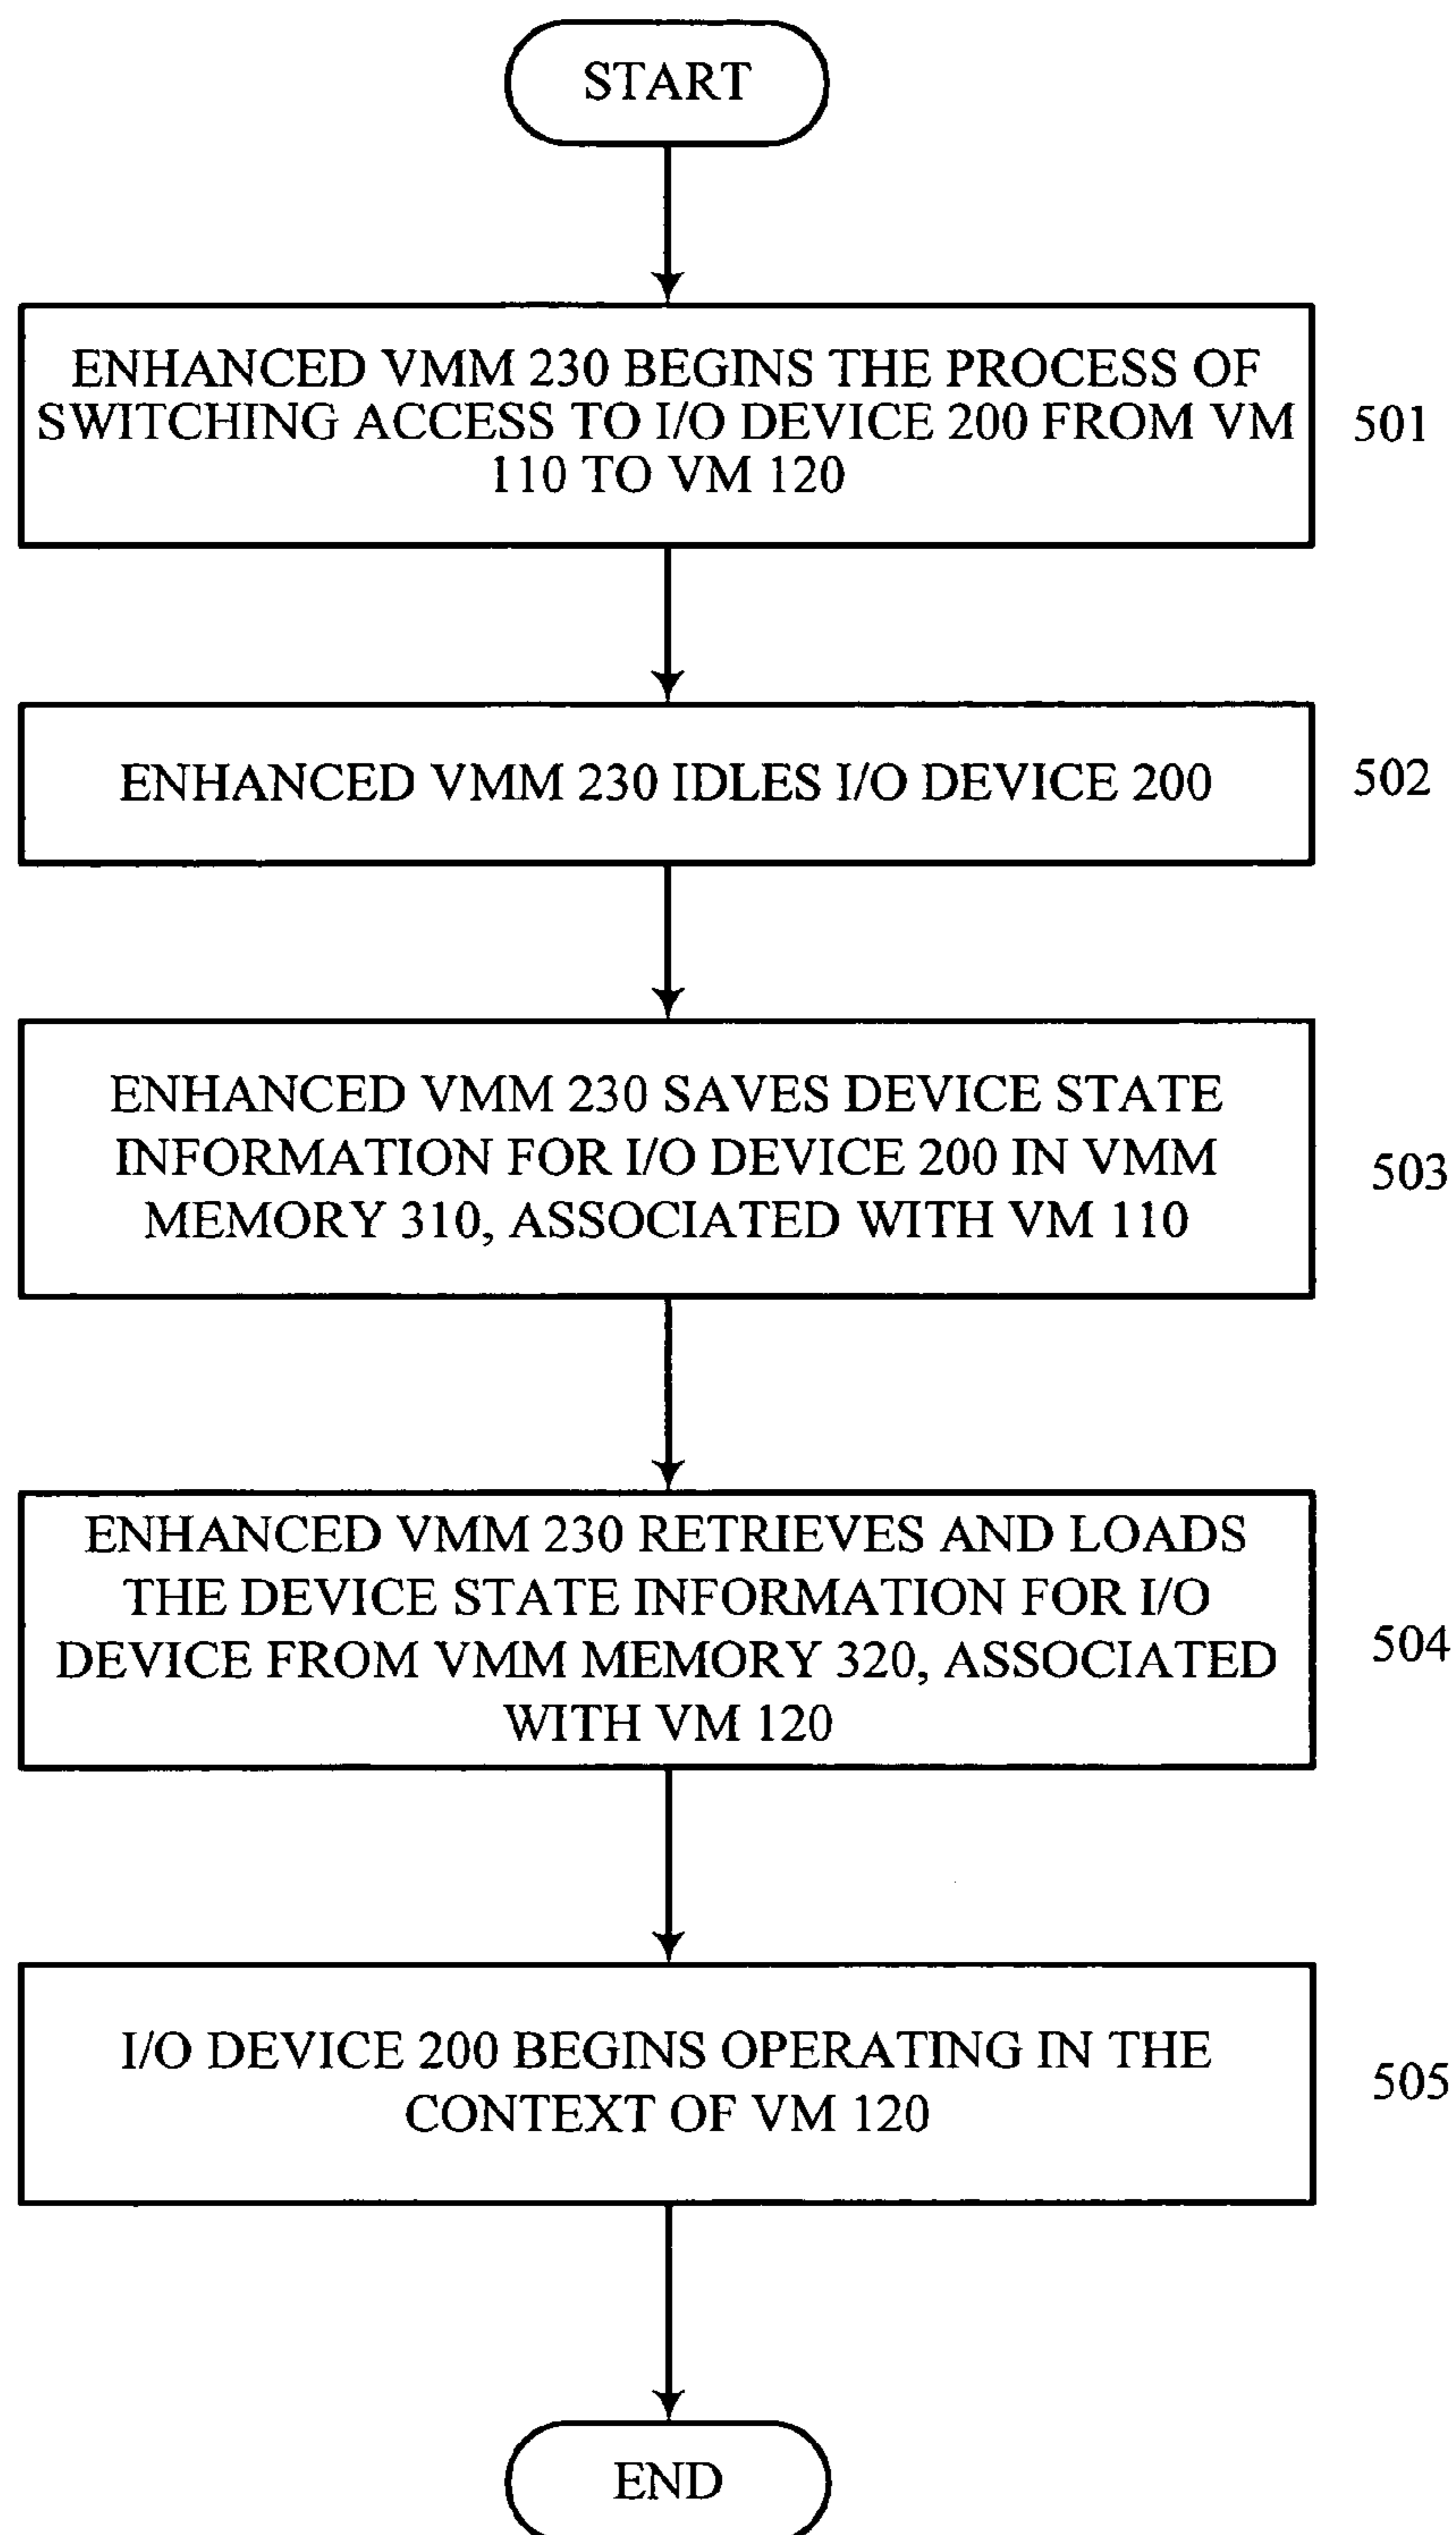 START
ENHANCED VMM 230 BEGINS THE PROCESS OF
SWITCHING ACCESS TO I/O DEVICE 200 FROM VM
110 TO VM 120
501
ENHANCED VMM 230 IDLES I/O DEVICE 200
502
ENHANCED VMM 230 SAVES DEVICE STATE
INFORMATION FOR I/O DEVICE 200 IN VMM
MEMORY 310, ASSOCIATED WITH VM 110
503
ENHANCED VMM 230 RETRIEVES AND LOADS
THE DEVICE STATE INFORMATION FOR I/O
DEVICE FROM VMM MEMORY 320, ASSOCIATED
WITH VM 120
504
I/O DEVICE 200 BEGINS OPERATING IN THE
CONTEXT OF VM 120
505
END